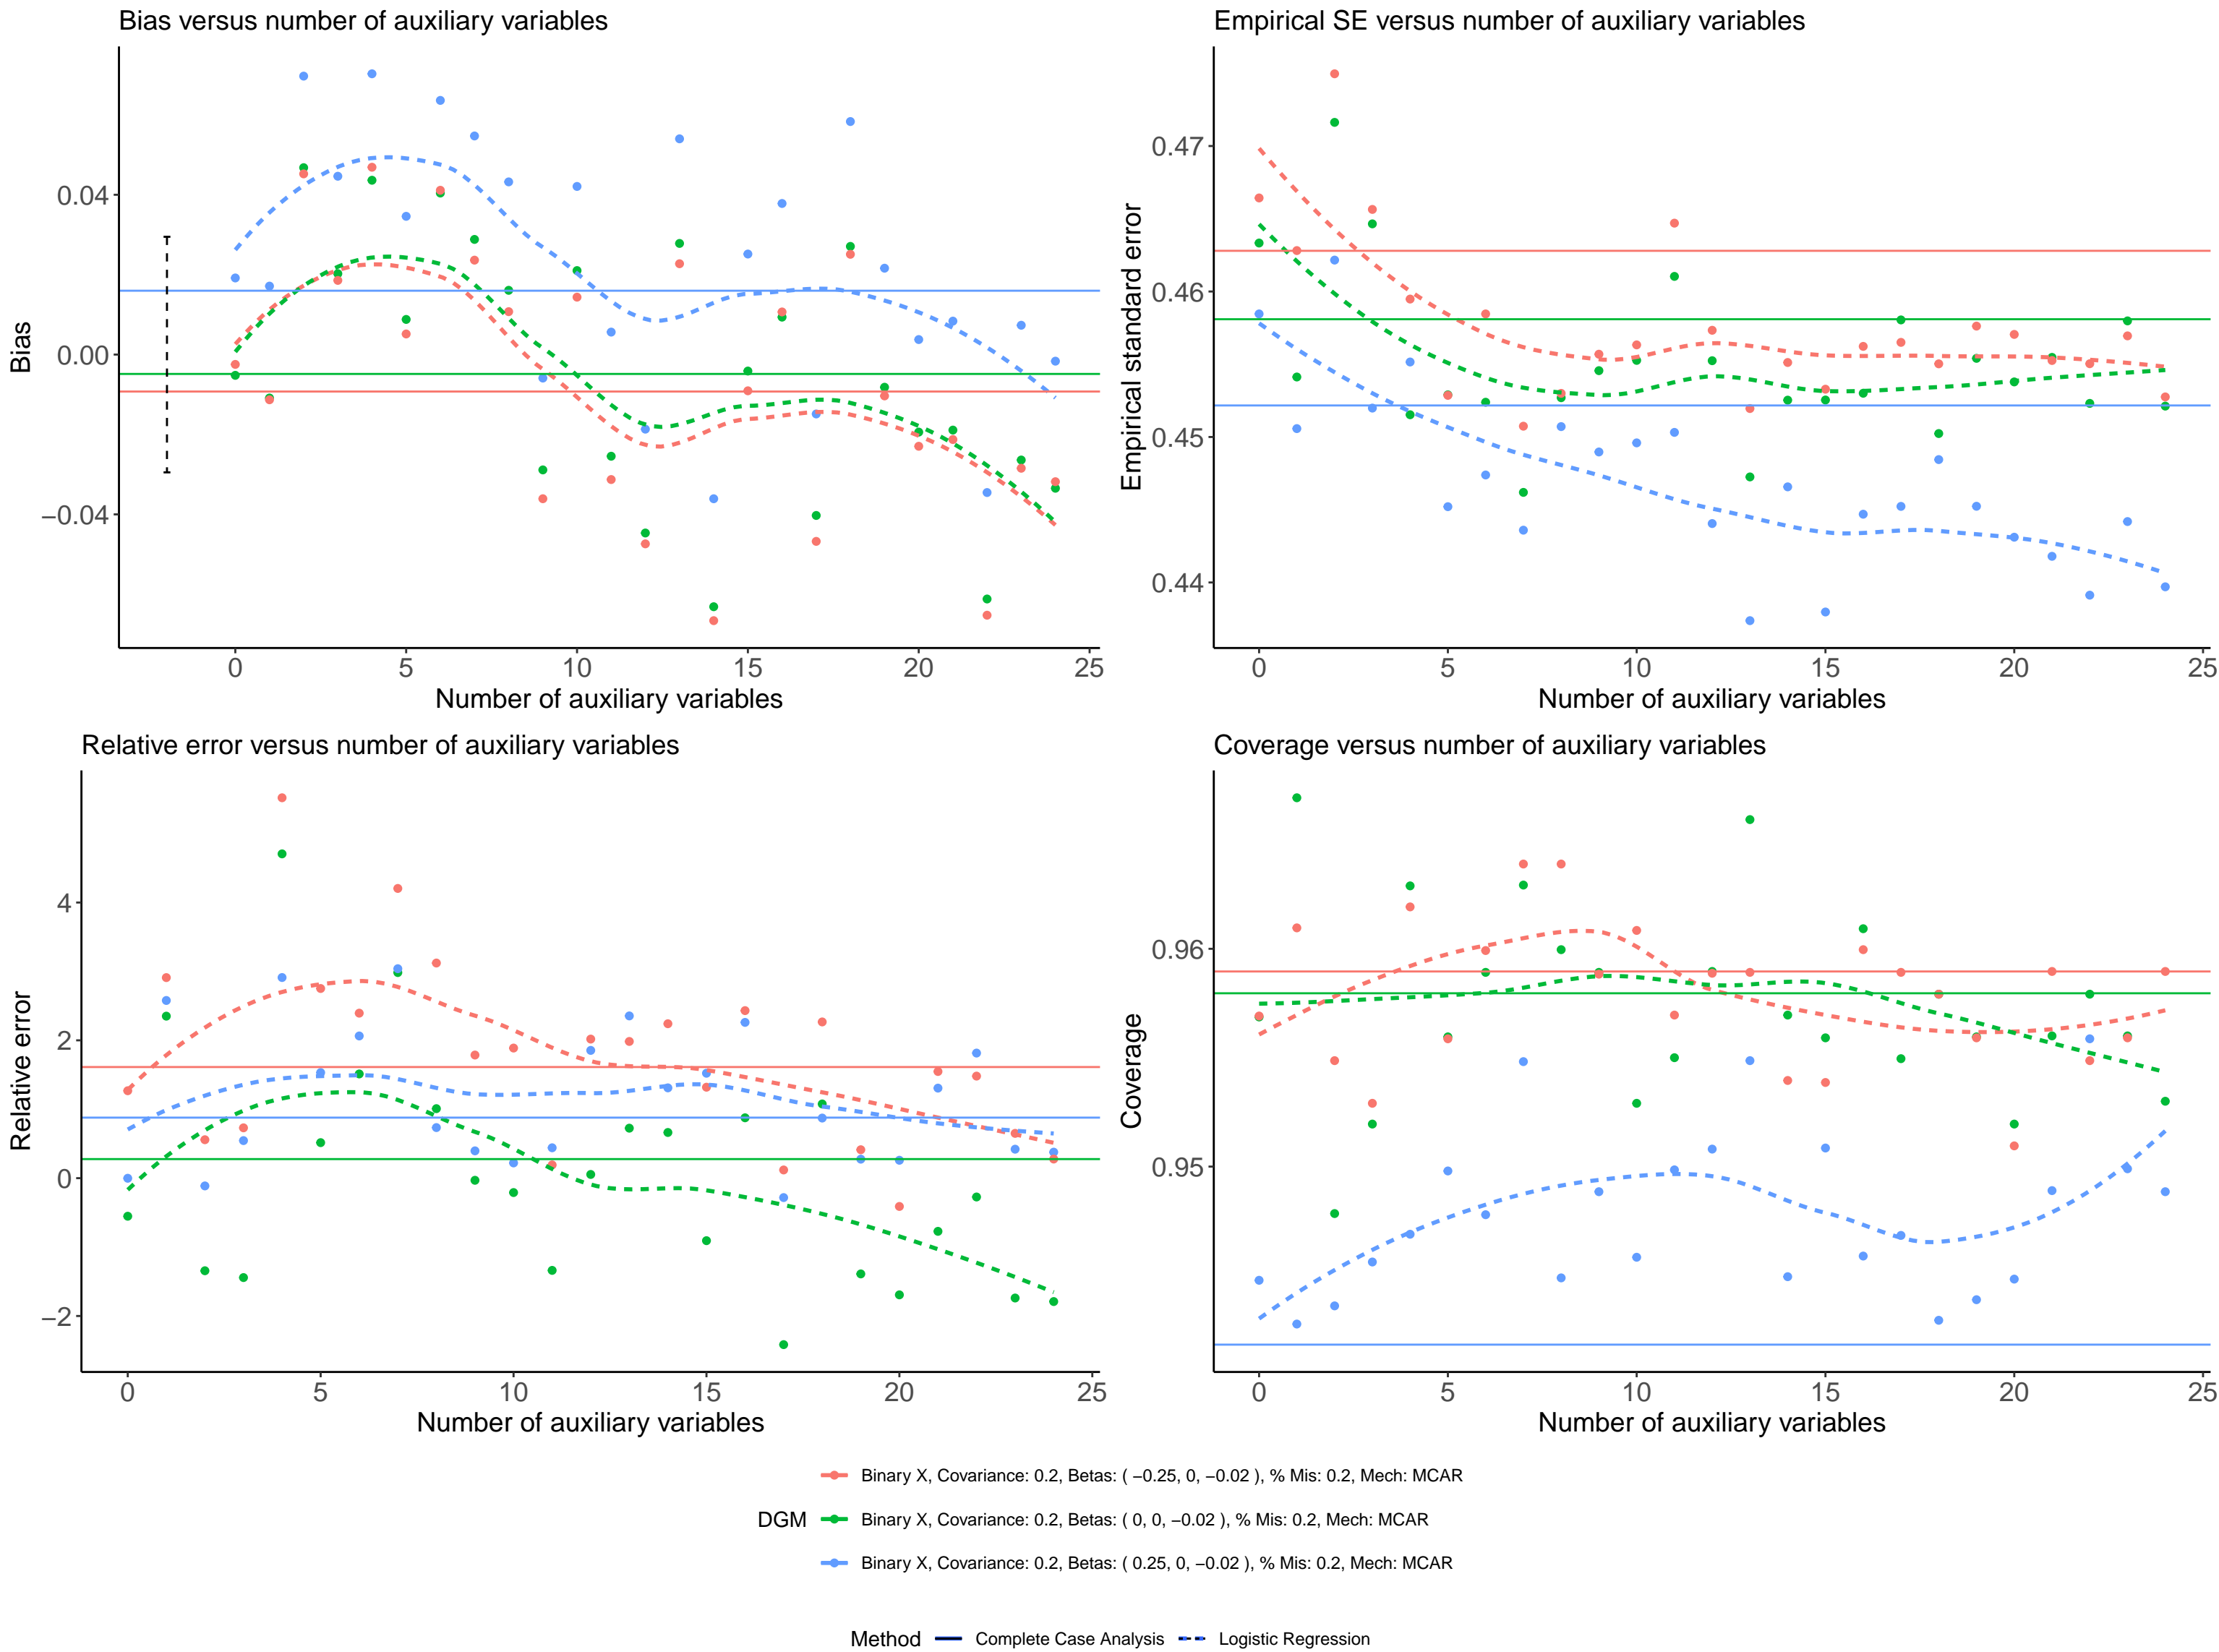 Bias versus number of auxiliary variables
Bias
0.04
0.00
−0.04
0 5 10 15 20 25
Number of auxiliary variables
Empirical SE versus number of auxiliary variables
Empirical standard error
0.47
0.46
0.45
0.44
0 5 10 15 20 25
Number of auxiliary variables
Relative error versus number of auxiliary variables
Relative error
4
2
0
−2
0 5 10 15 20 25
Number of auxiliary variables
Coverage versus number of auxiliary variables
Coverage
0.96
0.95
0 5 10 15 20 25
Number of auxiliary variables
DGM
Binary X, Covariance: 0.2, Betas: ( −0.25, 0, −0.02 ), % Mis: 0.2, Mech: MCAR
Binary X, Covariance: 0.2, Betas: ( 0, 0, −0.02 ), % Mis: 0.2, Mech: MCAR
Binary X, Covariance: 0.2, Betas: ( 0.25, 0, −0.02 ), % Mis: 0.2, Mech: MCAR
Method Complete Case Analysis Logistic Regression